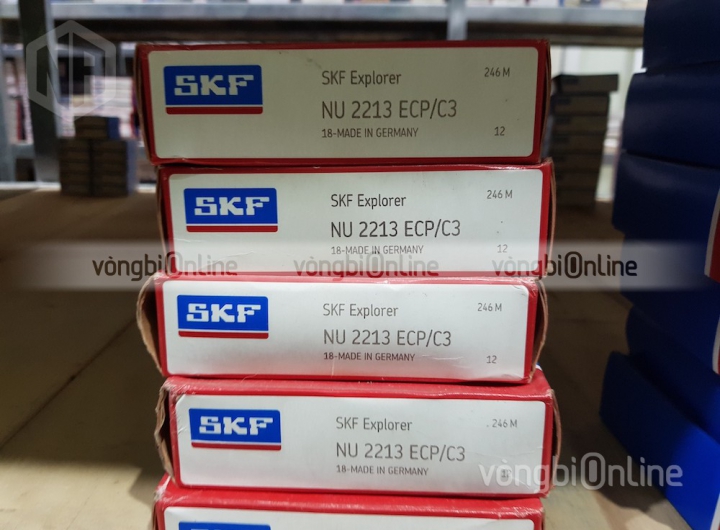 SKF
SKF Explorer
246 M
NU 2213 ECP/C3
18-MADE IN GERMANY
12
SKF
SKF Explorer
246 M
NU 2213 ECP/C3
18-MADE IN GERMANY
12
vòngbiOnline vòngbiOnline vòngbiOnline
SKF
SKF Explorer
246 M
NU 2213 ECP/C3
18-MADE IN GERMANY
12
SKF
SKF Explorer
246 M
NU 2213 ECP/C3
18-MADE IN GERMANY
vòngbiOnline
SKF Explorer